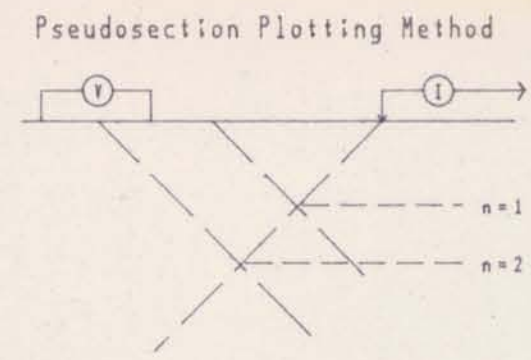 Pseudosection Plotting Method
V
I
n = 1
n = 2